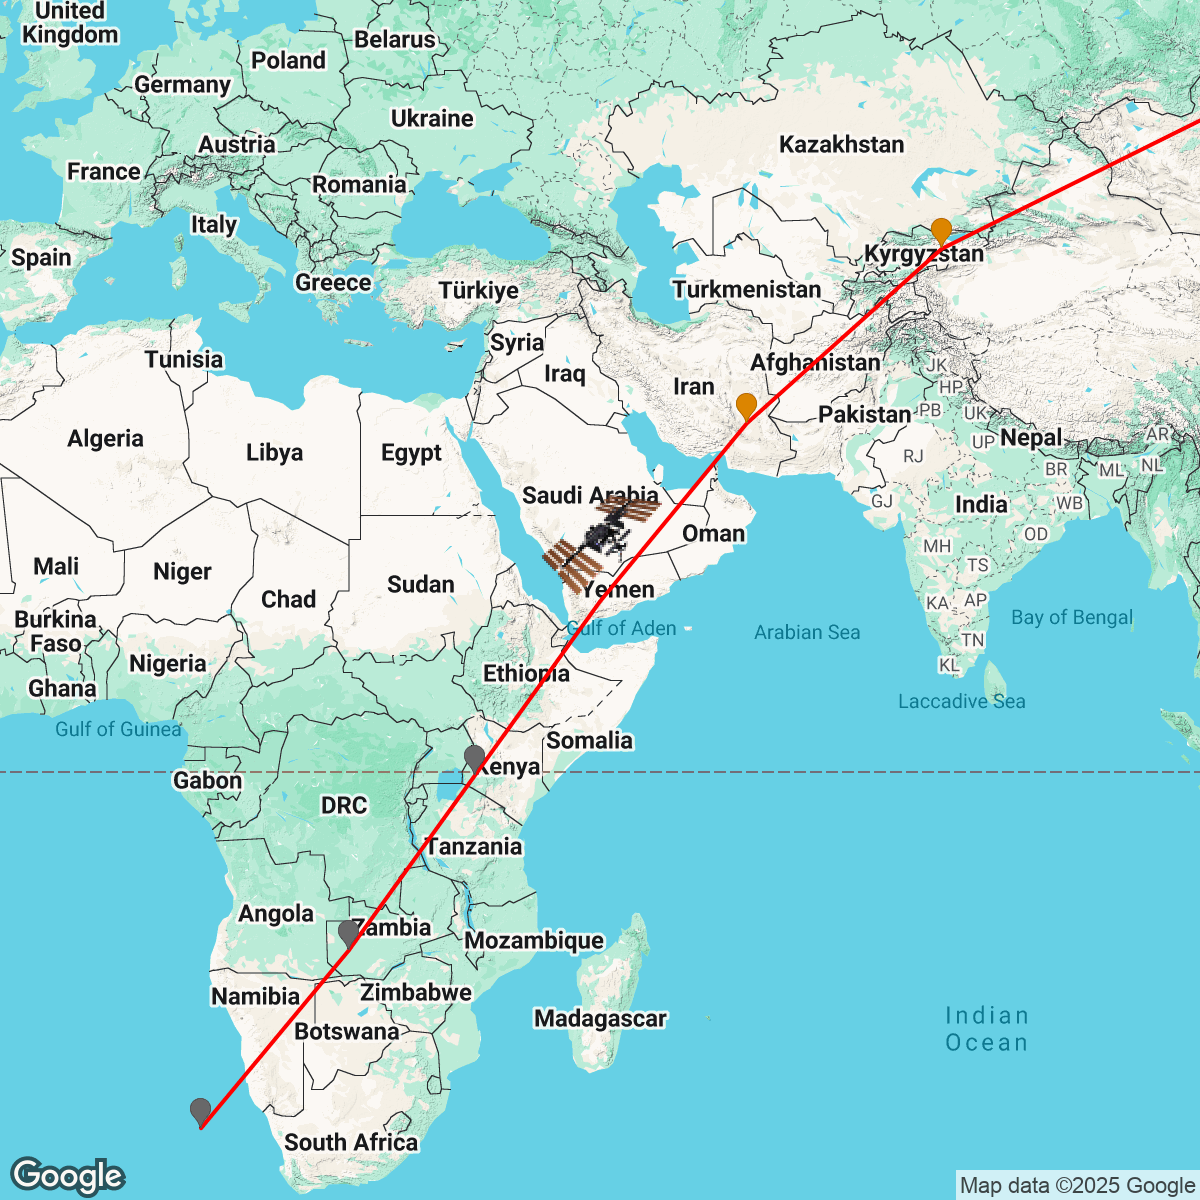 United
Kingdom
Belarus
Poland
Germany
Ukraine
Kazakhstan
Austria
France
Romania
Italy
Spain
Kyrgyzstan
Greece
Türkiye
Turkmenistan
Syria
Tunisia
Afghanistan
JK
Iraq
Iran
HP
Pakistan
PB
UK
Algeria
Libya
Egypt
UP
Nepal
AR
RJ
BR
ML
NL
Saudi Arabia
GJ
India
WB
Oman
OD
MH
Mali
Niger
TS
Sudan
Yemen
Chad
KA
AP
Burkina
Faso
Gulf of Aden
Arabian Sea
Bay of Bengal
TN
Nigeria
Ethiopia
KL
Ghana
Laccadive Sea
Gulf of Guinea
Somalia
Kenya
Gabon
DRC
Tanzania
Angola
Zambia
Mozambique
Namibia
Zimbabwe
Madagascar
Indian
Ocean
Botswana
South Africa
Google
Map data ©2025 Google